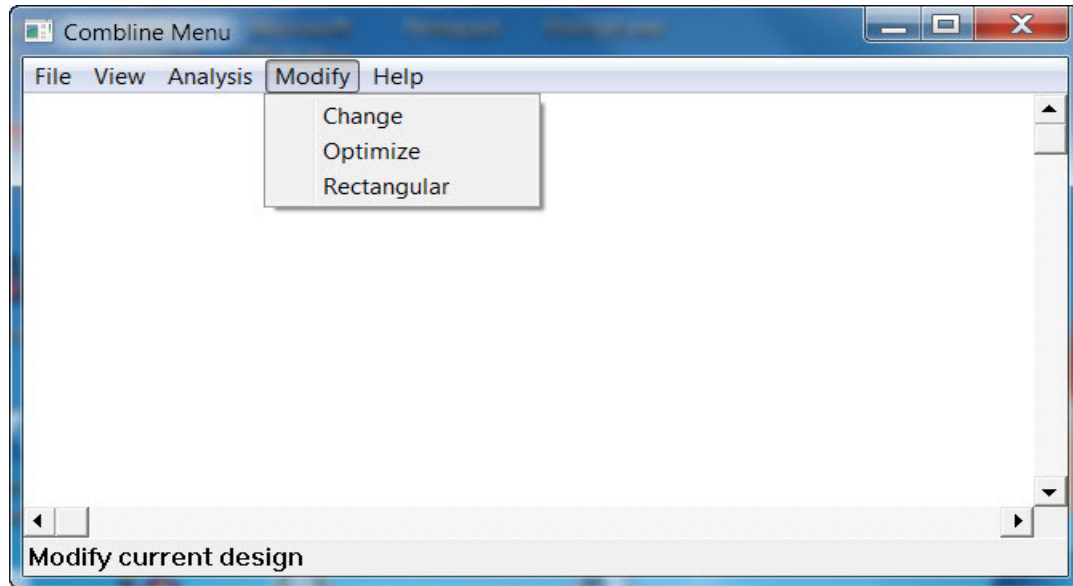 Combline Menu
File View Analysis Modify Help
Change
Optimize
Rectangular
Modify current design